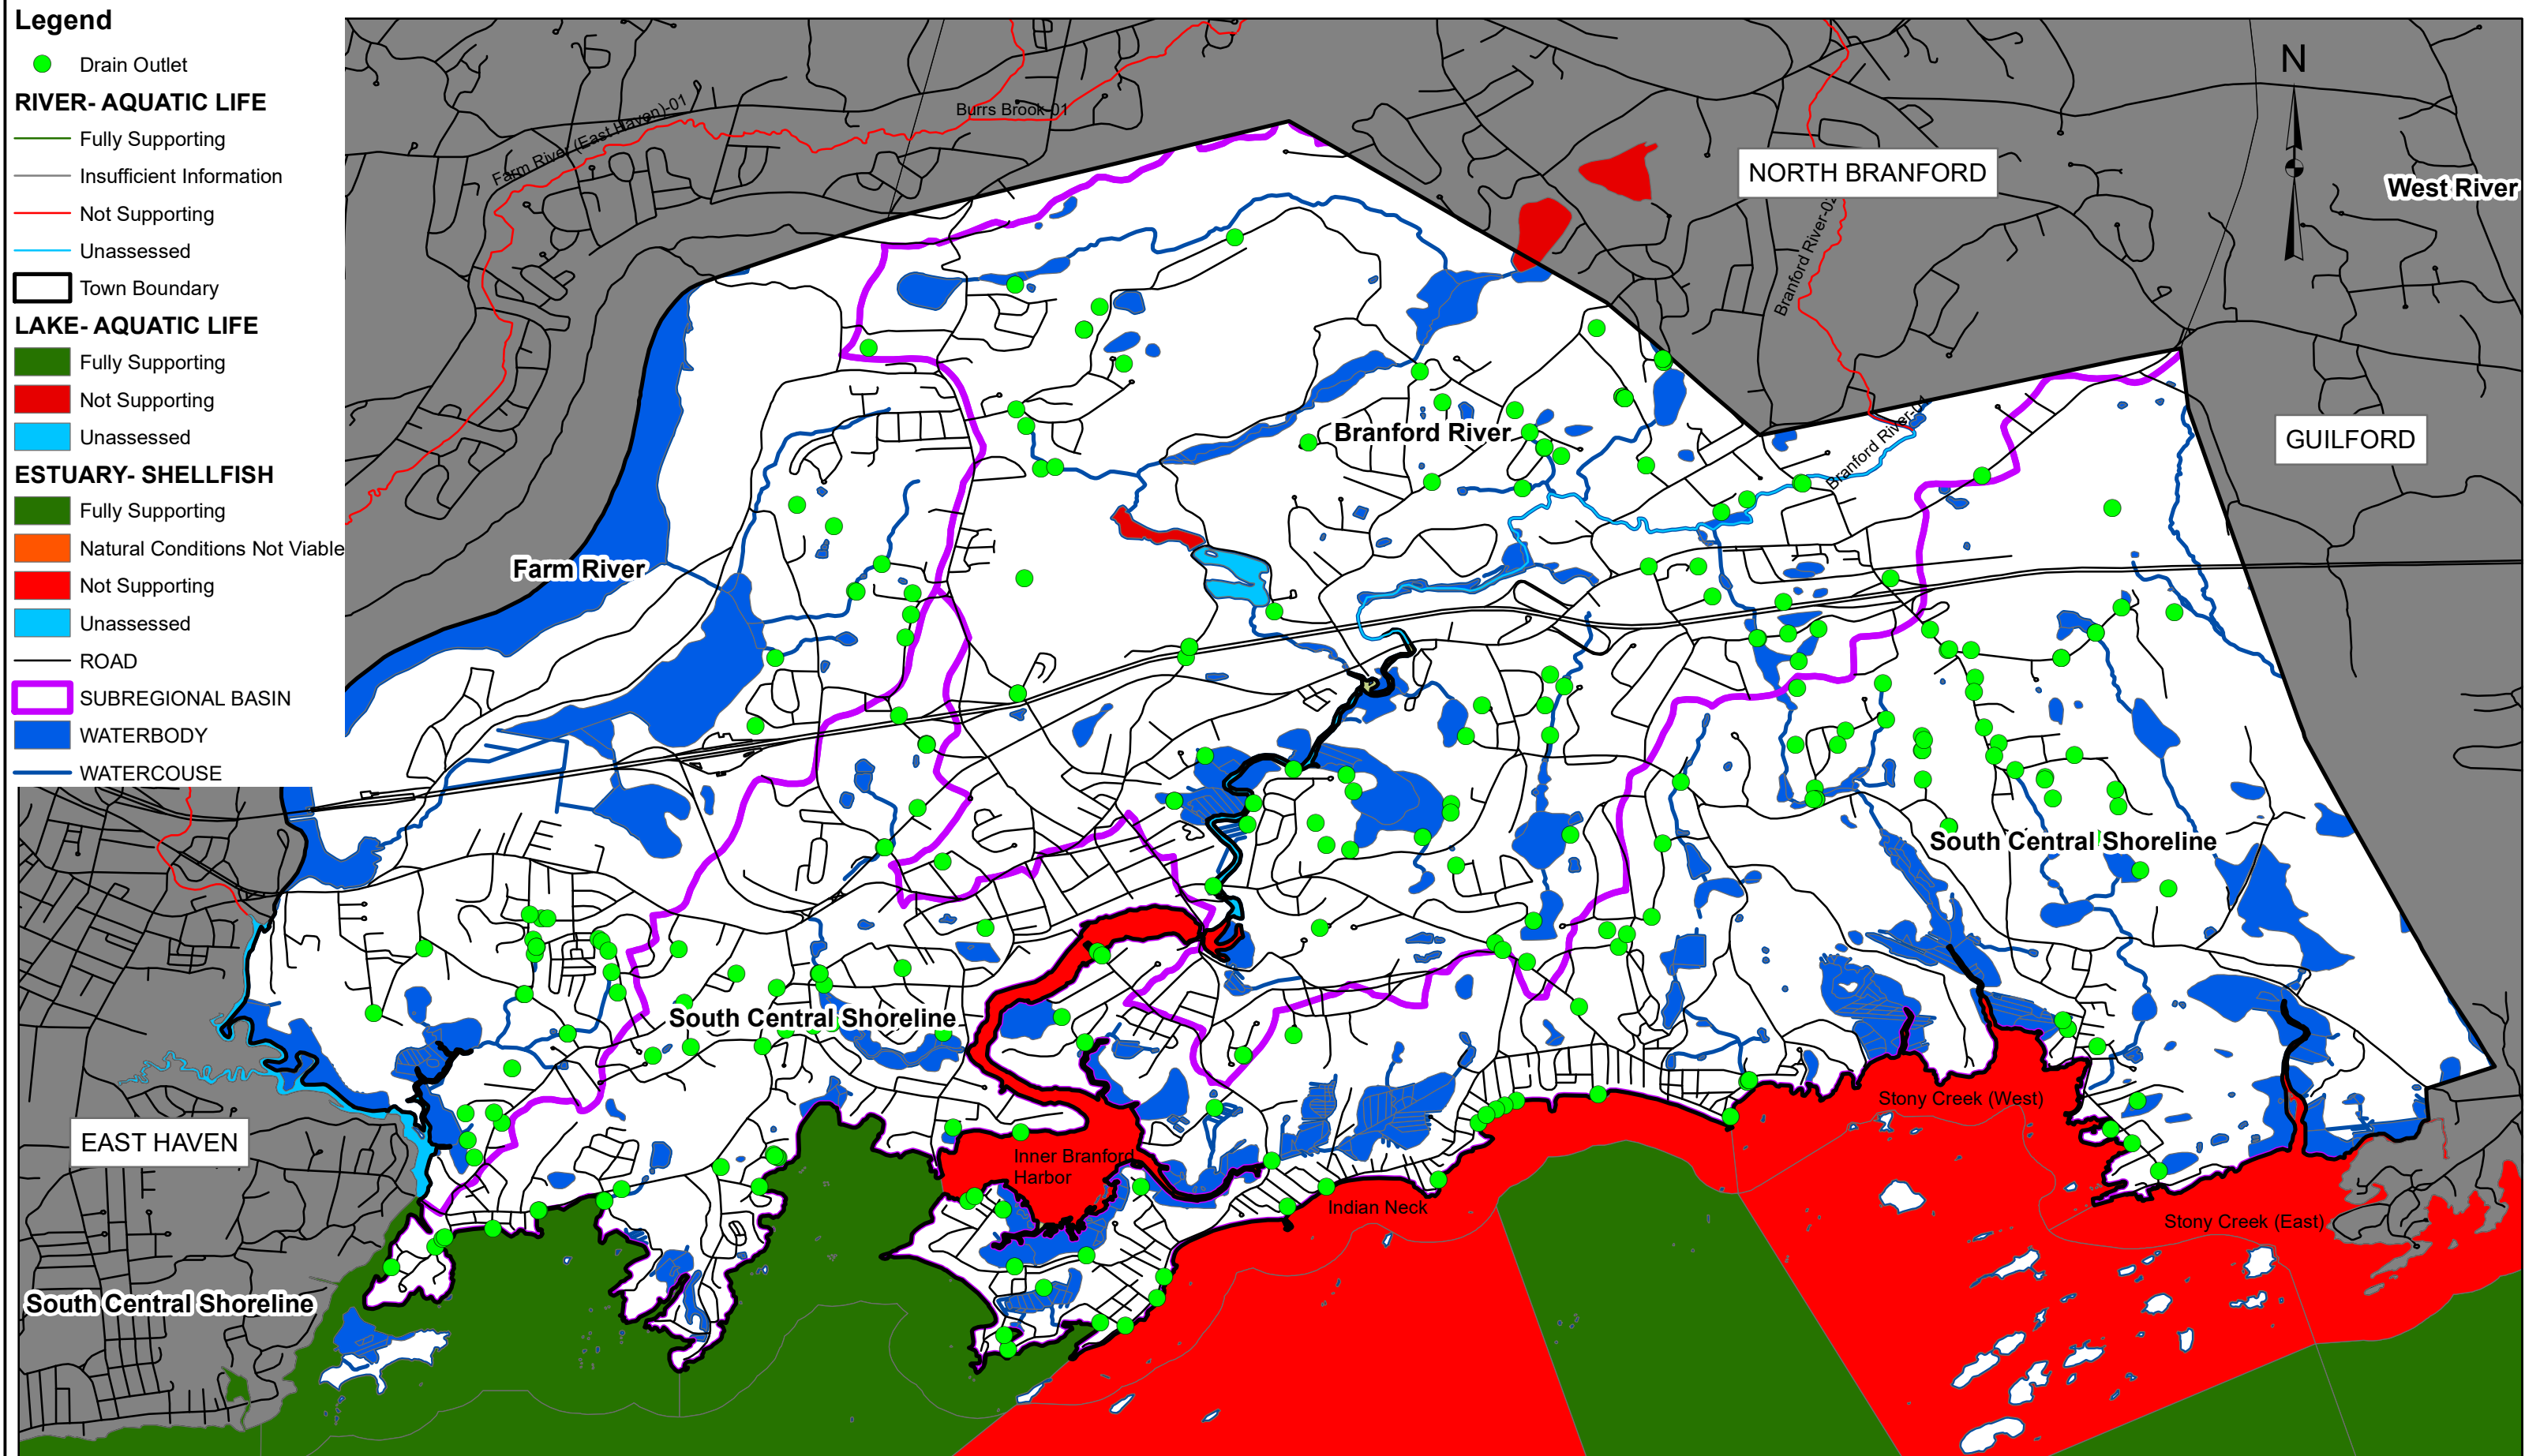 Legend
Drain Outlet
RIVER- AQUATIC LIFE
Fully Supporting
Insufficient Information
Not Supporting
Unassessed
Town Boundary
LAKE- AQUATIC LIFE
Fully Supporting
Not Supporting
Unassessed
ESTUARY- SHELLFISH
Fully Supporting
Natural Conditions Not Viable
Not Supporting
Unassessed
ROAD
SUBREGIONAL BASIN
WATERBODY
WATERCOUSE
N
Burrs Brook-01
Farm River (East Haven)-01
NORTH BRANFORD
West River
Branford River-02
GUILFORD
Branford River
Branford River-01
Farm River
South Central Shoreline
South Central Shoreline
EAST HAVEN
Stony Creek (West)
Inner Branford
Harbor
Indian Neck
Stony Creek (East)
South Central Shoreline